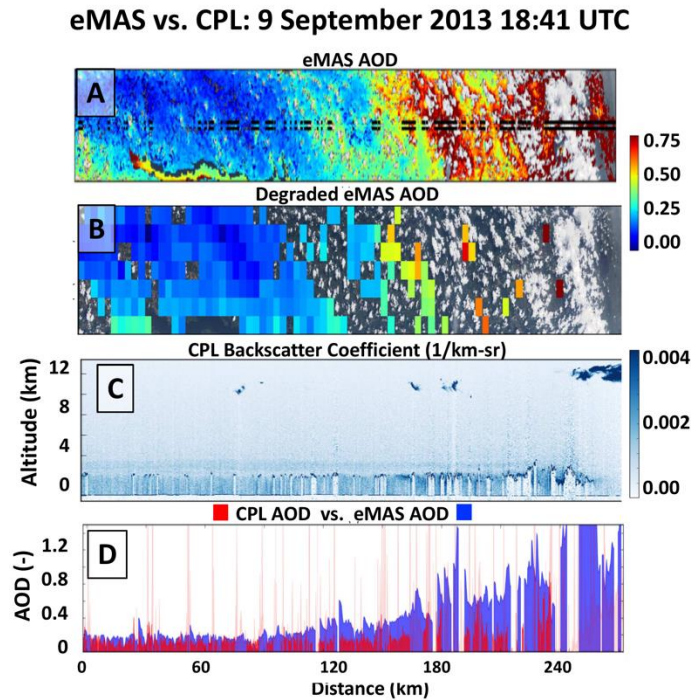 eMAS vs. CPL: 9 September 2013 18:41 UTC
eMAS AOD
A
0.75
0.50
0.25
0.00
Degraded eMAS AOD
B
CPL Backscatter Coefficient (1/km-sr)
C
Altitude (km)
12
8
4
0
0.004
0.002
0.00
CPL AOD vs. eMAS AOD
D
AOD (-)
1.2
0.8
0.4
0
0 60 120 180 240
Distance (km)